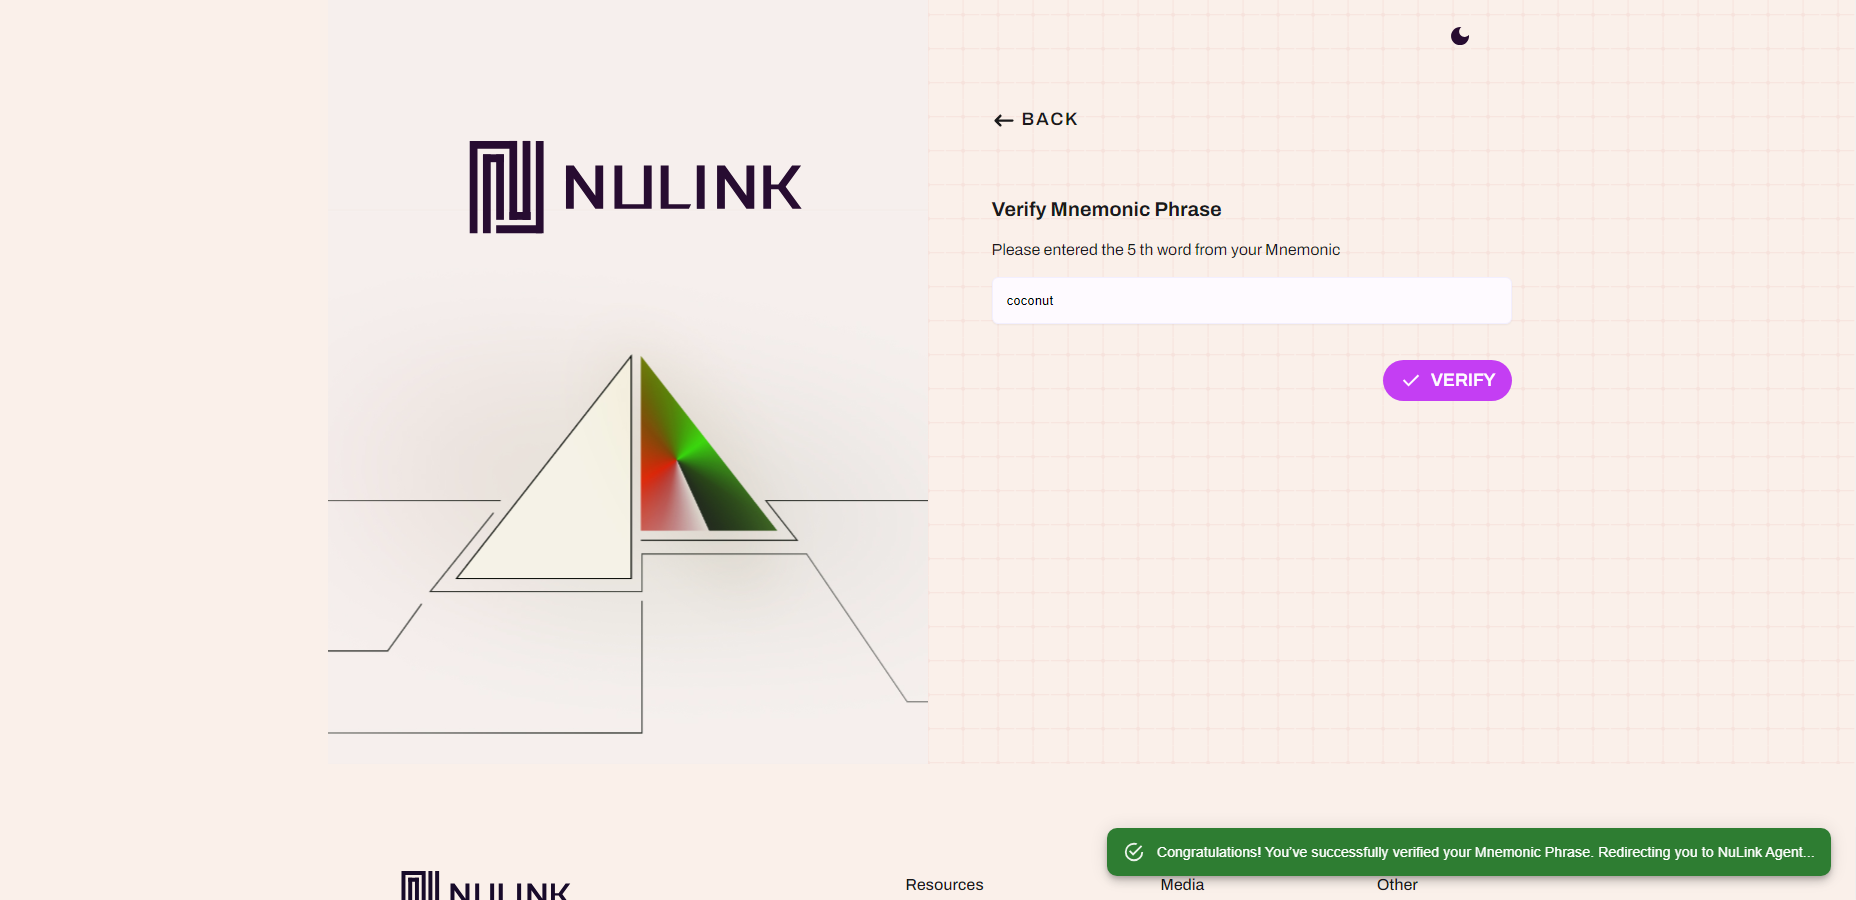 NULINK
BACK
Verify Mnemonic Phrase
Please entered the 5 th word from your Mnemonic
coconut
VERIFY
Congratulations! You've successfully verified your Mnemonic Phrase. Redirecting you to NuLink Agent...
NULINK
Resources
Media
Other